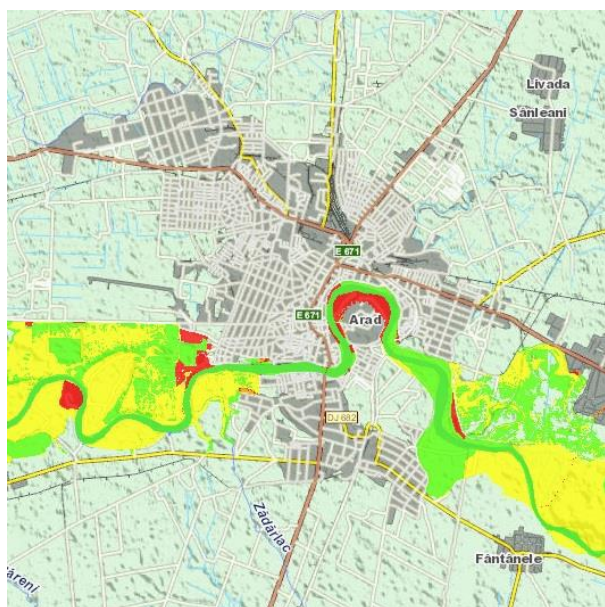 Livada
Sânleani
E 671
E 671
Arad
DJ 682
Zădărlac
Fântânele